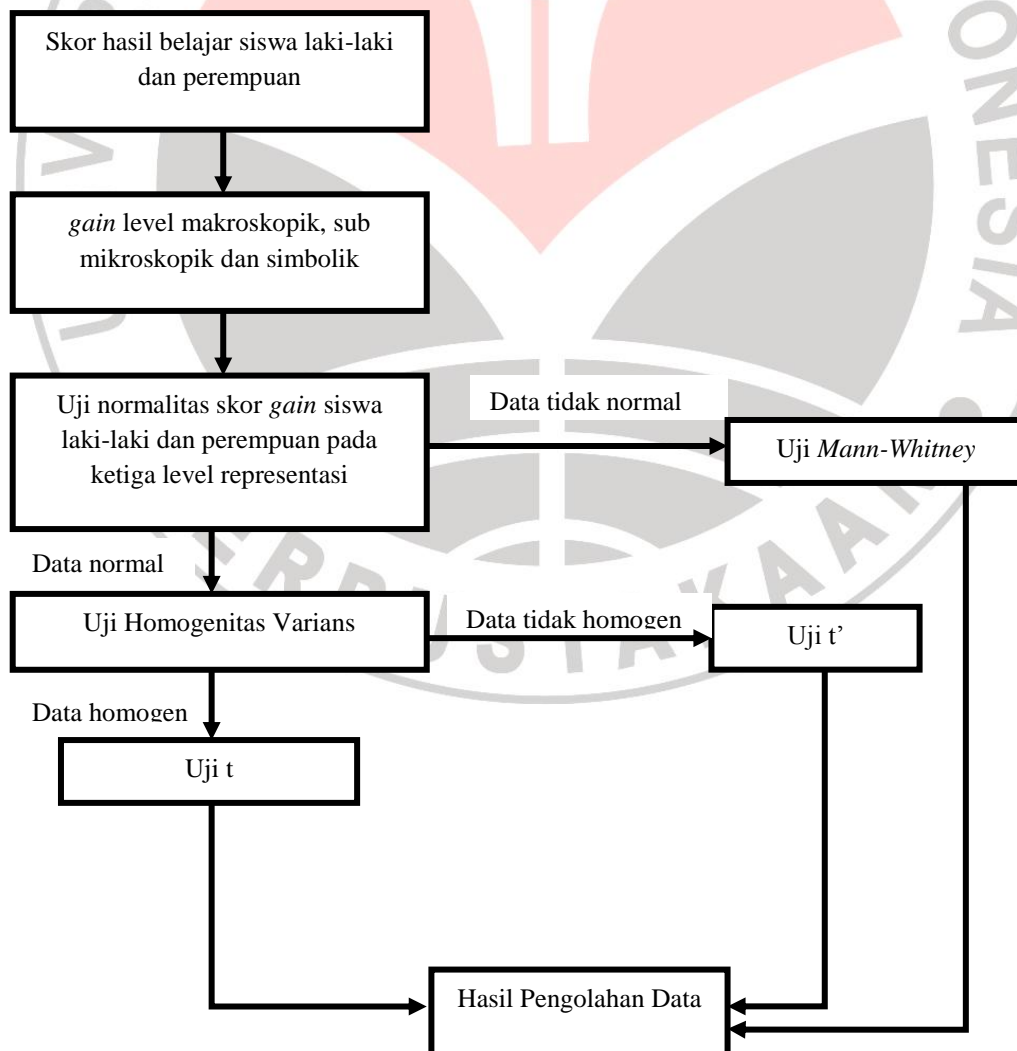 Skor hasil belajar siswa laki-laki
dan perempuan
gain level makroskopik, sub
mikroskopik dan simbolik
Uji normalitas skor gain siswa
laki-laki dan perempuan pada
ketiga level representasi
Data tidak normal
Uji Mann-Whitney
Data normal
Uji Homogenitas Varians
Data tidak homogen
Uji t’
Data homogen
Uji t
Hasil Pengolahan Data